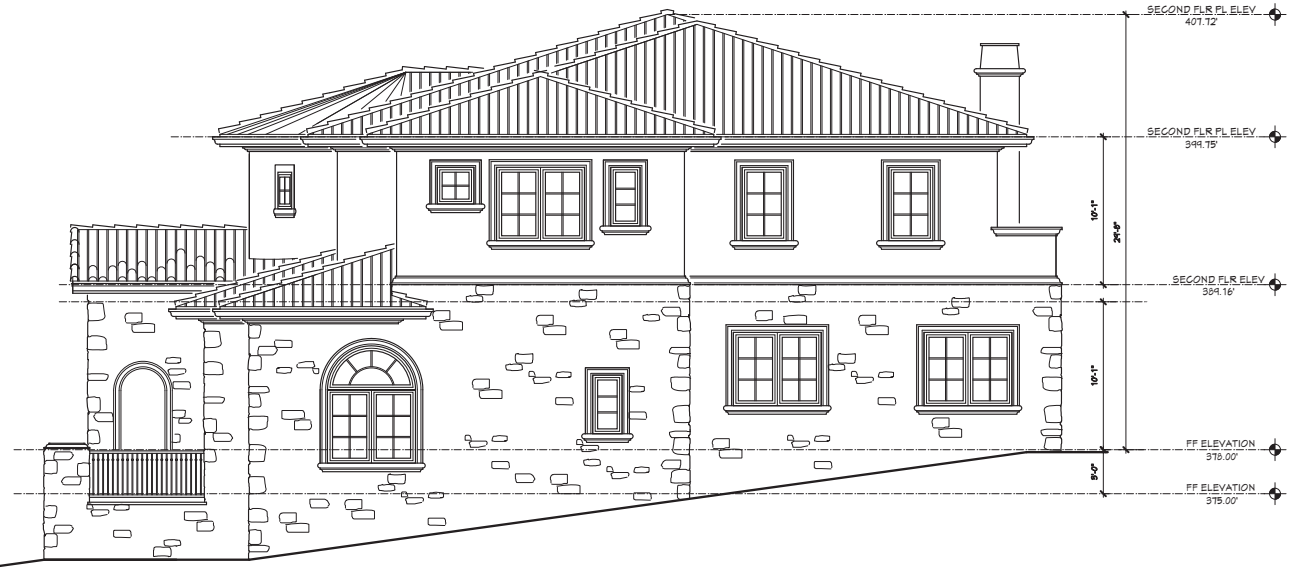 SECOND FLR PL ELEV
407.72'
SECOND FLR PL ELEV
399.75'
10'-1"
29'-8"
SECOND FLR ELEV
389.16'
10'-1"
FF ELEVATION
378.00'
3'-0"
FF ELEVATION
375.00'